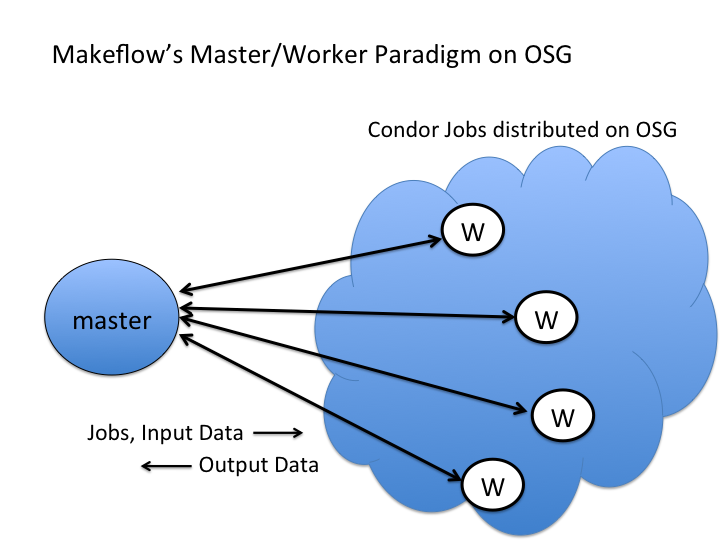 Makeflow's Master/Worker Paradigm on OSG
Condor Jobs distributed on OSG
W
master
W
W
Jobs, Input Data
Output Data
W